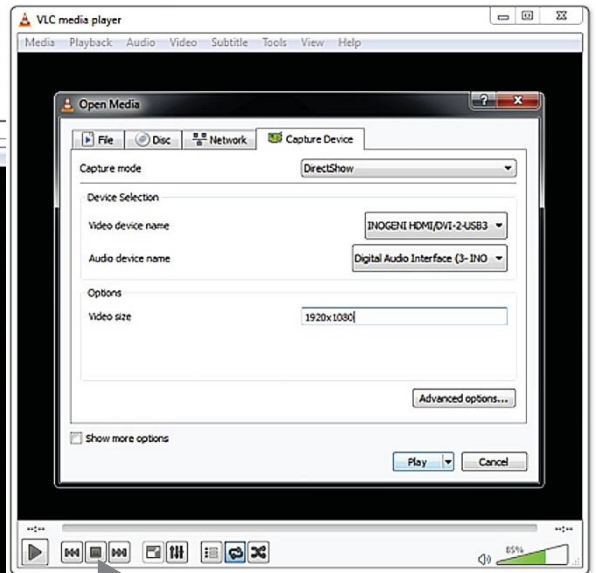 VLC media player
Media Playback Audio Video Subtitle Tools View Help
Open Media
File Disc Network Capture Device
Capture mode DirectShow
Device Selection
Video device name INOGENI HDMI/DVI-2-USB3
Audio device name Digital Audio Interface (3- INO
Options
Video size 1920x1080
Advanced options...
Show more options
Play Cancel
--:-- --:--
85%